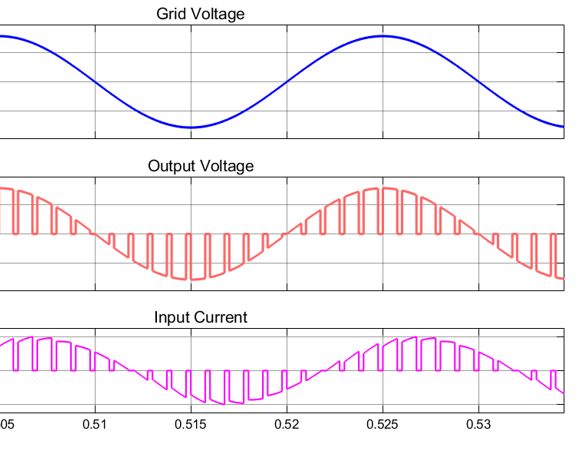 Grid Voltage
Output Voltage
Input Current
05 0.51 0.515 0.52 0.525 0.53